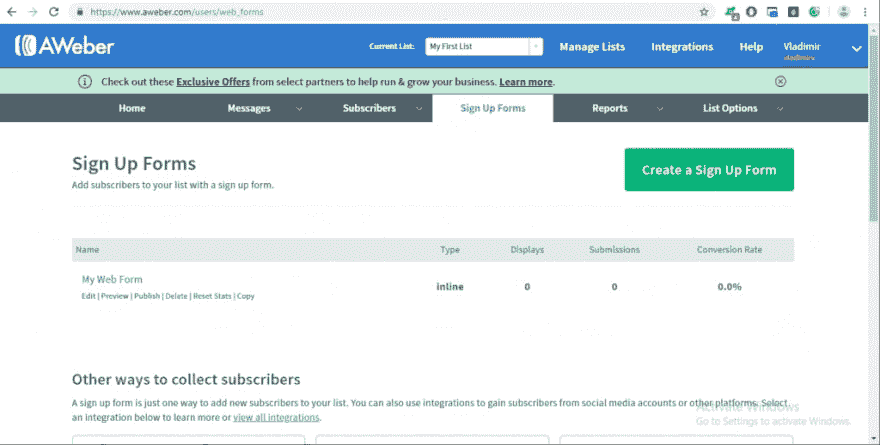 https://www.aweber.com/users/web_forms
AWeber
Current List: My First List
Manage Lists Integrations Help Vladimir
Check out these Exclusive Offers from select partners to help run & grow your business. Learn more.
Home Messages Subscribers Sign Up Forms Reports List Options
Sign Up Forms
Add subscribers to your list with a sign up form.
Create a Sign Up Form
Name Type Displays Submissions Conversion Rate
My Web Form
inline 0 0 0.0%
Edit | Preview | Publish | Delete | Reset Stats | Copy
Other ways to collect subscribers
A sign up form is just one way to add new subscribers to your list. You can also use integrations to gain subscribers from social media accounts or other platforms. Select
an integration below to learn more or view all integrations.
Activate Windows
Go to Settings to activate Windows.